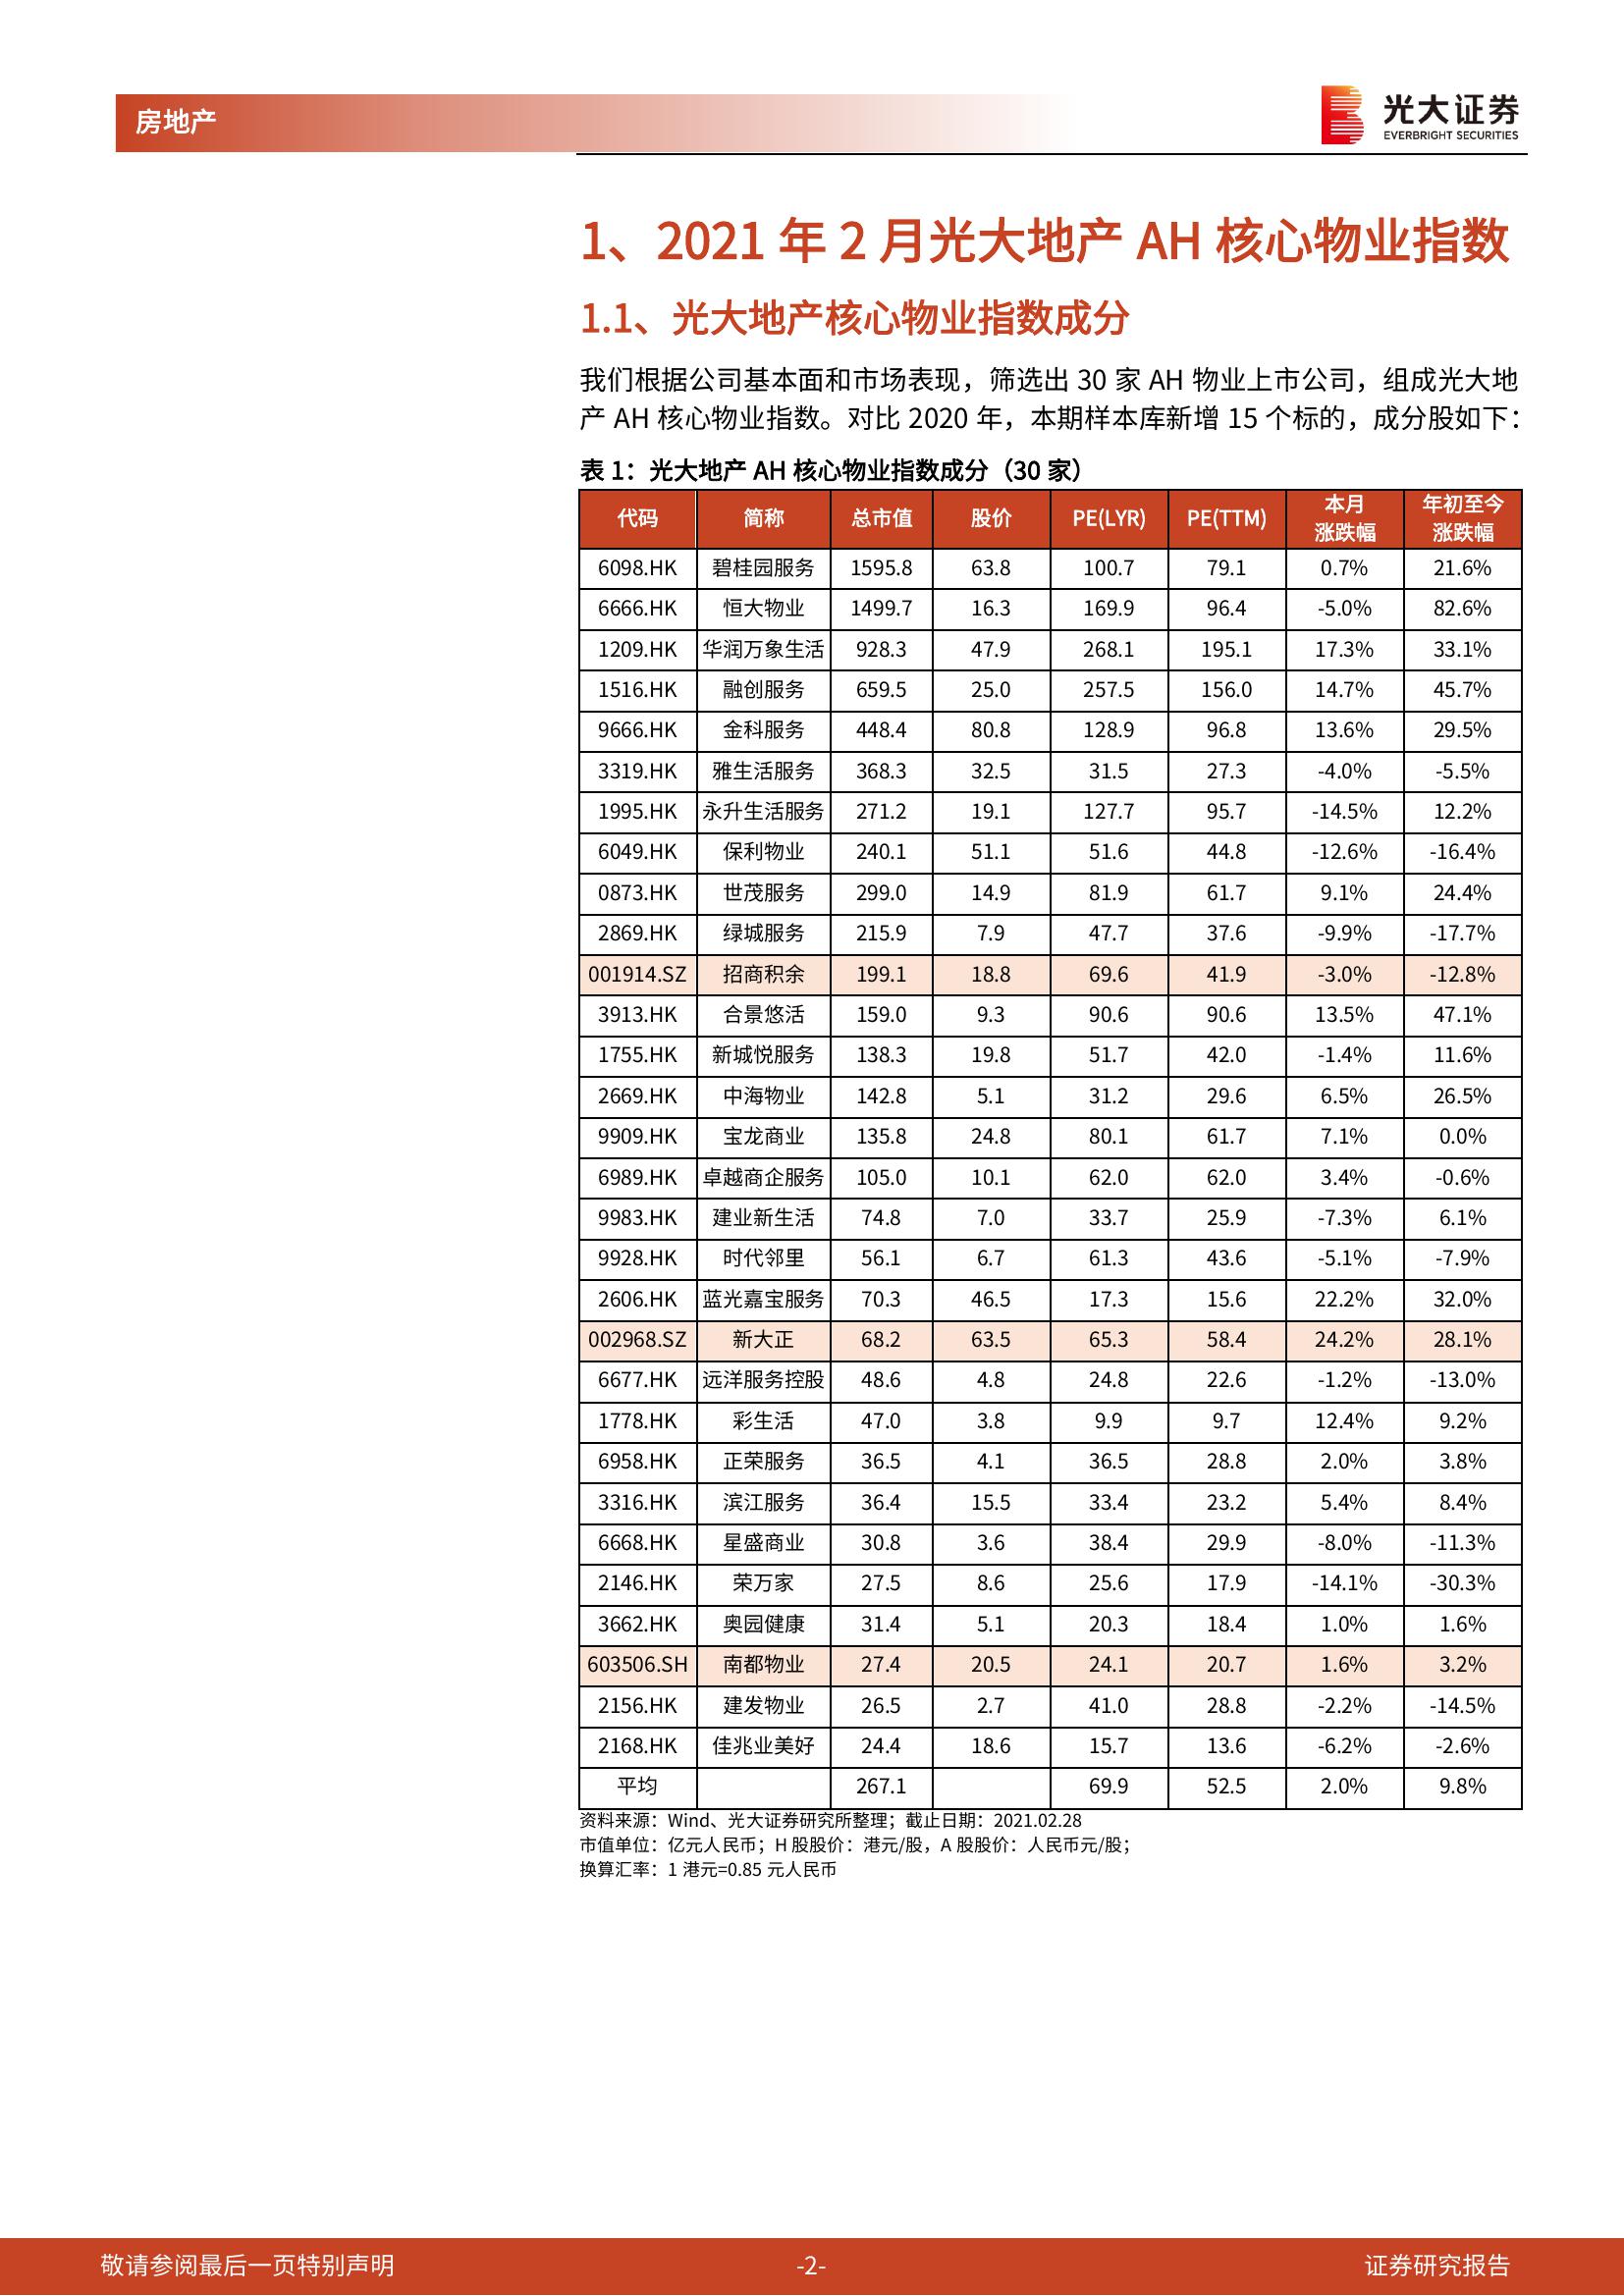 房地产
光大证券
EVERBRIGHT SECURITIES
1、2021 年 2 月光大地产 AH 核心物业指数
1.1、光大地产核心物业指数成分
我们根据公司基本面和市场表现，筛选出 30 家 AH 物业上市公司，组成光大地
产 AH 核心物业指数。对比 2020 年，本期样本库新增 15 个标的，成分股如下：
表 1：光大地产 AH 核心物业指数成分（30 家）
代码 简称 总市值 股价 PE(LYR) PE(TTM) 本月涨跌幅 年初至今涨跌幅
6098.HK 碧桂园服务 1595.8 63.8 100.7 79.1 0.7% 21.6%
6666.HK 恒大物业 1499.7 16.3 169.9 96.4 -5.0% 82.6%
1209.HK 华润万象生活 928.3 47.9 268.1 195.1 17.3% 33.1%
1516.HK 融创服务 659.5 25.0 257.5 156.0 14.7% 45.7%
9666.HK 金科服务 448.4 80.8 128.9 96.8 13.6% 29.5%
3319.HK 雅生活服务 368.3 32.5 31.5 27.3 -4.0% -5.5%
1995.HK 永升生活服务 271.2 19.1 127.7 95.7 -14.5% 12.2%
6049.HK 保利物业 240.1 51.1 51.6 44.8 -12.6% -16.4%
0873.HK 世茂服务 299.0 14.9 81.9 61.7 9.1% 24.4%
2869.HK 绿城服务 215.9 7.9 47.7 37.6 -9.9% -17.7%
001914.SZ 招商积余 199.1 18.8 69.6 41.9 -3.0% -12.8%
3913.HK 合景悠活 159.0 9.3 90.6 90.6 13.5% 47.1%
1755.HK 新城悦服务 138.3 19.8 51.7 42.0 -1.4% 11.6%
2669.HK 中海物业 142.8 5.1 31.2 29.6 6.5% 26.5%
9909.HK 宝龙商业 135.8 24.8 80.1 61.7 7.1% 0.0%
6989.HK 卓越商企服务 105.0 10.1 62.0 62.0 3.4% -0.6%
9983.HK 建业新生活 74.8 7.0 33.7 25.9 -7.3% 6.1%
9928.HK 时代邻里 56.1 6.7 61.3 43.6 -5.1% -7.9%
2606.HK 蓝光嘉宝服务 70.3 46.5 17.3 15.6 22.2% 32.0%
002968.SZ 新大正 68.2 63.5 65.3 58.4 24.2% 28.1%
6677.HK 远洋服务控股 48.6 4.8 24.8 22.6 -1.2% -13.0%
1778.HK 彩生活 47.0 3.8 9.9 9.7 12.4% 9.2%
6958.HK 正荣服务 36.5 4.1 36.5 28.8 2.0% 3.8%
3316.HK 滨江服务 36.4 15.5 33.4 23.2 5.4% 8.4%
6668.HK 星盛商业 30.8 3.6 38.4 29.9 -8.0% -11.3%
2146.HK 荣万家 27.5 8.6 25.6 17.9 -14.1% -30.3%
3662.HK 奥园健康 31.4 5.1 20.3 18.4 1.0% 1.6%
603506.SH 南都物业 27.4 20.5 24.1 20.7 1.6% 3.2%
2156.HK 建发物业 26.5 2.7 41.0 28.8 -2.2% -14.5%
2168.HK 佳兆业美好 24.4 18.6 15.7 13.6 -6.2% -2.6%
平均 267.1 69.9 52.5 2.0% 9.8%
资料来源：Wind、光大证券研究所整理；截止日期：2021.02.28
市值单位：亿元人民币；H 股股价：港元/股，A 股股价：人民币元/股；
换算汇率：1 港元=0.85 元人民币
敬请参阅最后一页特别声明 -2- 证券研究报告